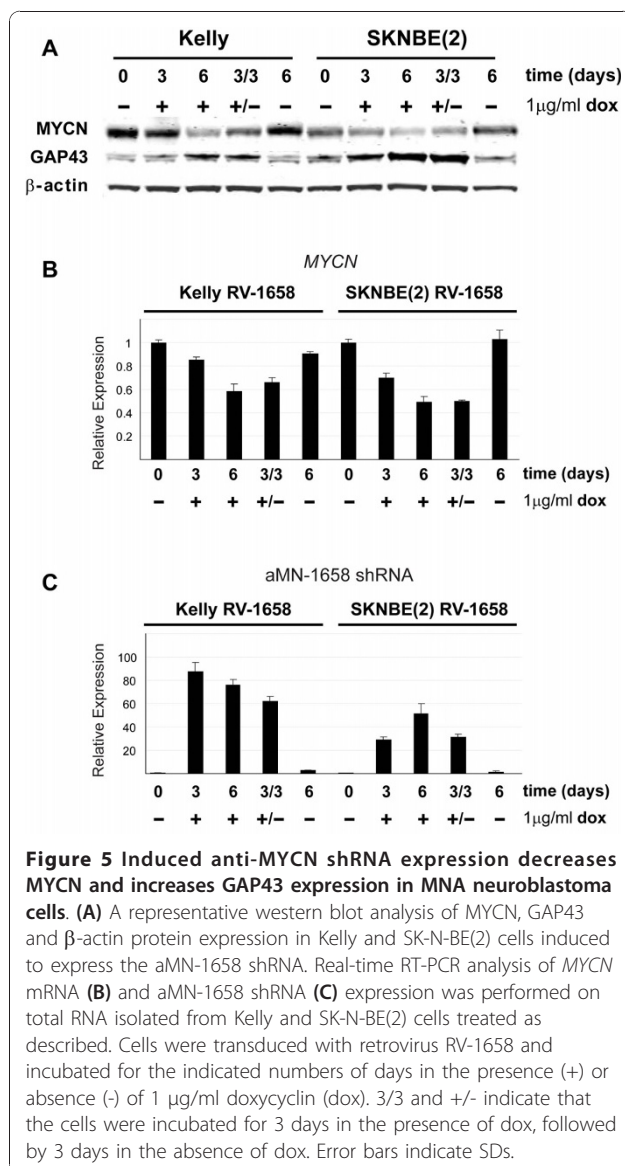 A
Kelly SKNBE(2)
0 3 6 3/3 6 0 3 6 3/3 6 time (days)
− + + +/− − − + + +/− − 1μg/ml dox
MYCN
GAP43
β-actin
B
MYCN
Kelly RV-1658 SKNBE(2) RV-1658
Relative Expression
1
0.8
0.6
0.4
0.2
0 3 6 3/3 6 0 3 6 3/3 6 time (days)
− + + +/− − − + + +/− − 1μg/ml dox
C
aMN-1658 shRNA
Kelly RV-1658 SKNBE(2) RV-1658
Relative Expression
100
80
60
40
20
0 3 6 3/3 6 0 3 6 3/3 6 time (days)
− + + +/− − − + + +/− − 1μg/ml dox
Figure 5 Induced anti-MYCN shRNA expression decreases
MYCN and increases GAP43 expression in MNA neuroblastoma
cells. (A) A representative western blot analysis of MYCN, GAP43
and β-actin protein expression in Kelly and SK-N-BE(2) cells induced
to express the aMN-1658 shRNA. Real-time RT-PCR analysis of MYCN
mRNA (B) and aMN-1658 shRNA (C) expression was performed on
total RNA isolated from Kelly and SK-N-BE(2) cells treated as
described. Cells were transduced with retrovirus RV-1658 and
incubated for the indicated numbers of days in the presence (+) or
absence (-) of 1 μg/ml doxycyclin (dox). 3/3 and +/- indicate that
the cells were incubated for 3 days in the presence of dox, followed
by 3 days in the absence of dox. Error bars indicate SDs.